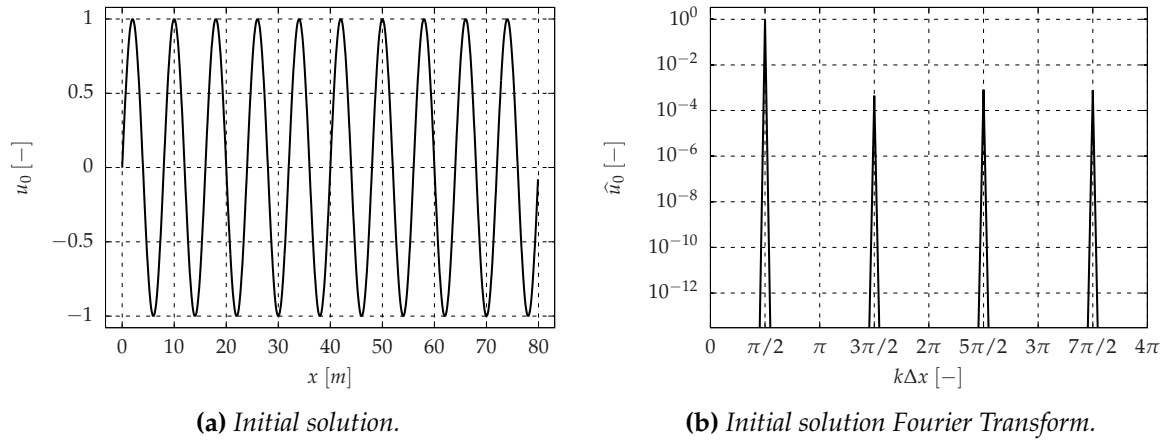 1
0.5
0
−0.5
−1
u₀ [−]
0 10 20 30 40 50 60 70 80
x [m]
(a) Initial solution.
10⁰
10⁻²
10⁻⁴
10⁻⁶
10⁻⁸
10⁻¹⁰
10⁻¹²
û₀ [−]
0 π/2 π 3π/2 2π 5π/2 3π 7π/2 4π
kΔx [−]
(b) Initial solution Fourier Transform.